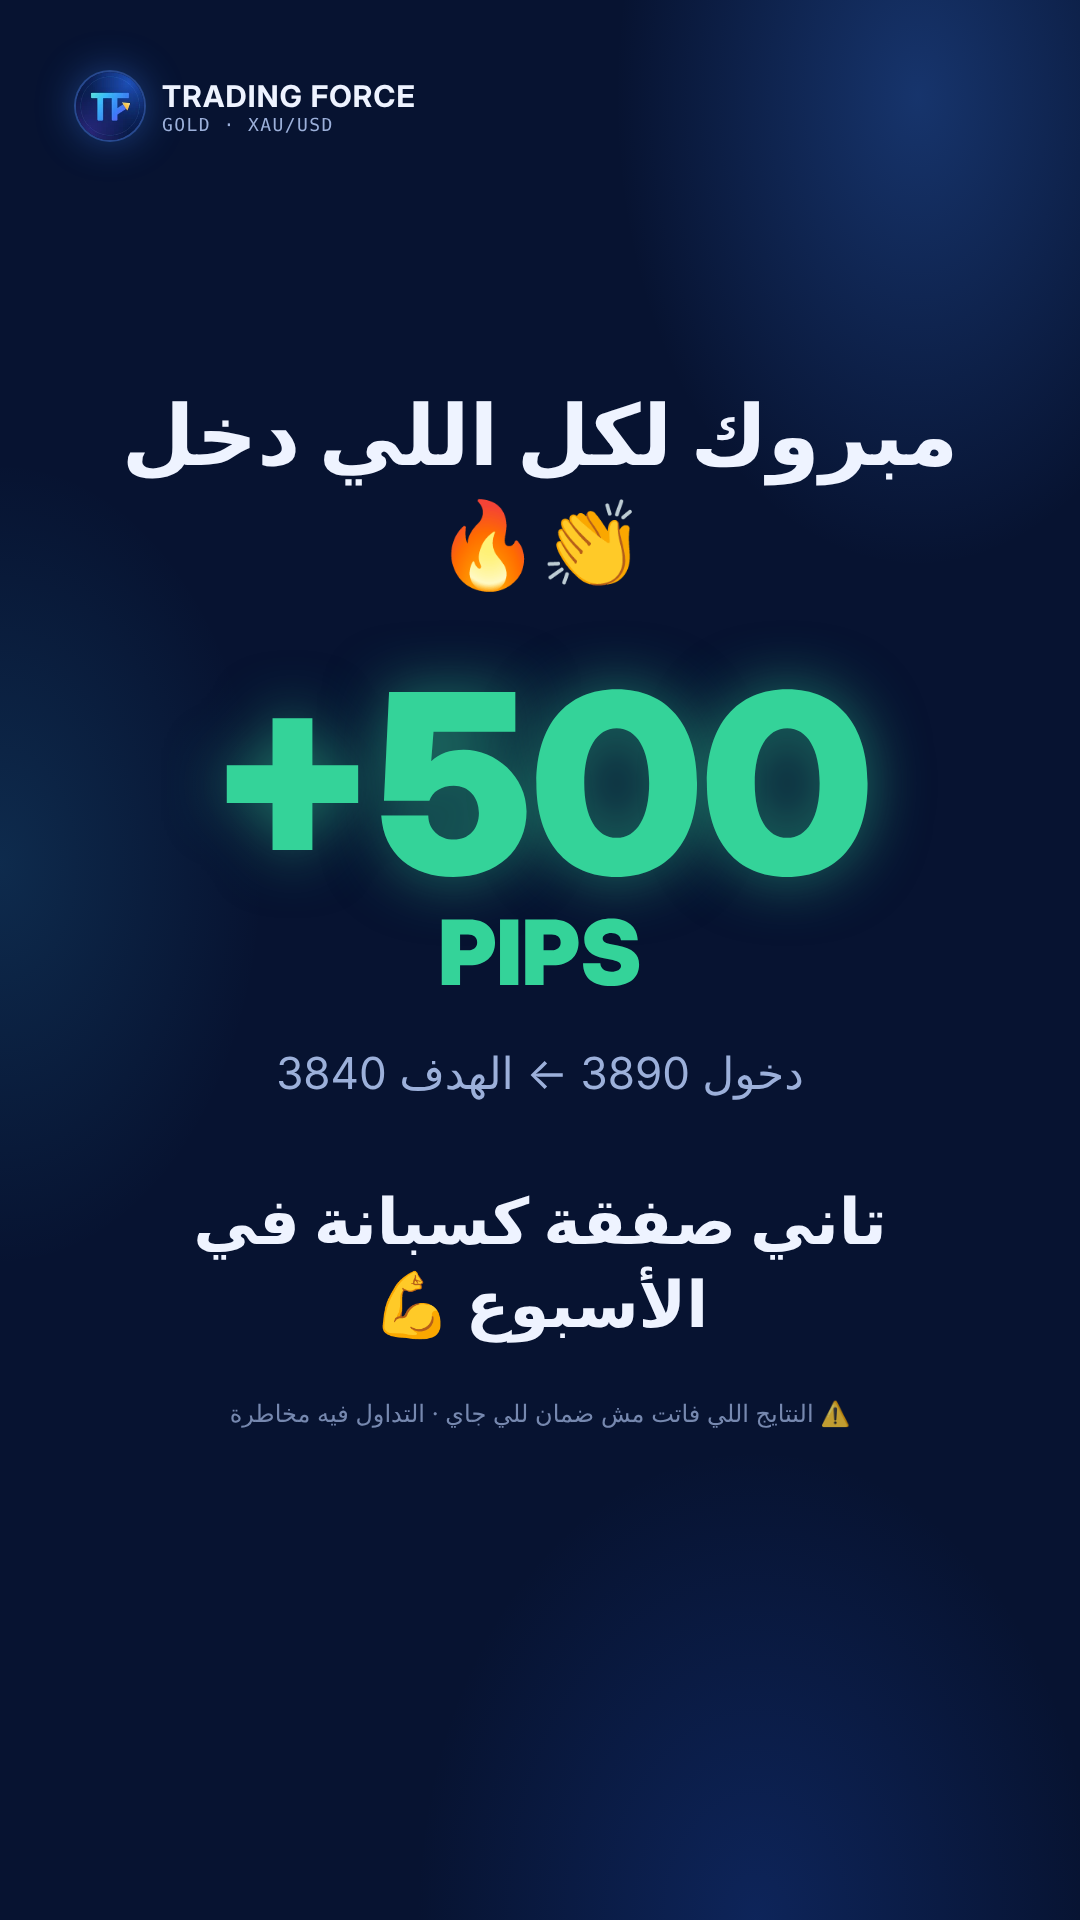 TRADING FORCE
GOLD · XAU/USD
مبروك لكل اللي دخل
👏🔥
+500
PIPS
دخول 3890 ← الهدف 3840
تاني صفقة كسبانة في
الأسبوع 💪
⚠️ النتايج اللي فاتت مش ضمان للي جاي · التداول فيه مخاطرة